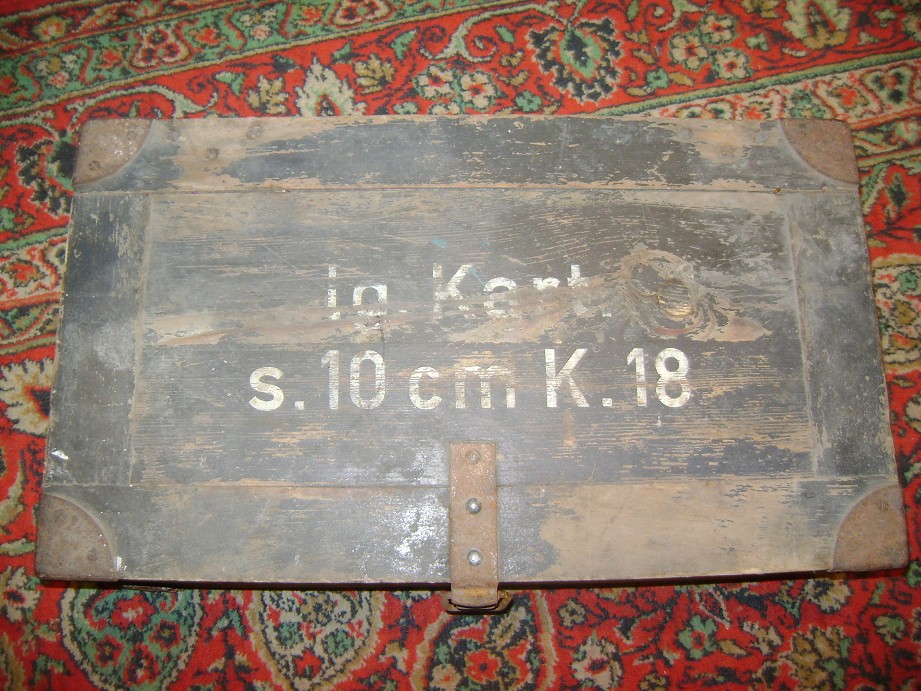 lg. Kart.
s. 10 cm K. 18